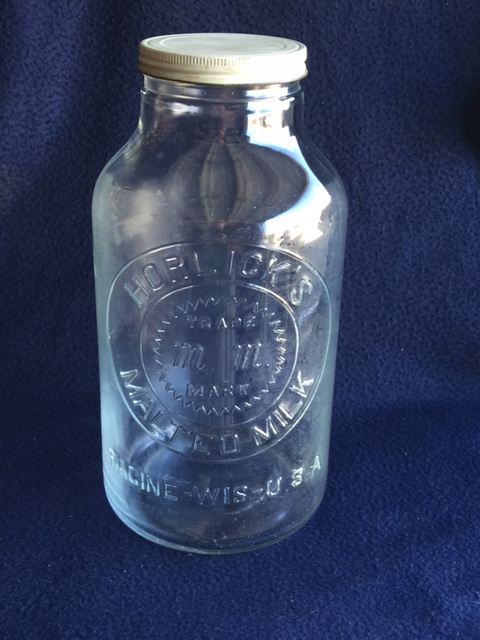 HORLICK'S
TRADE
m. m.
MARK
MALTED MILK
RACINE-WIS-U S A